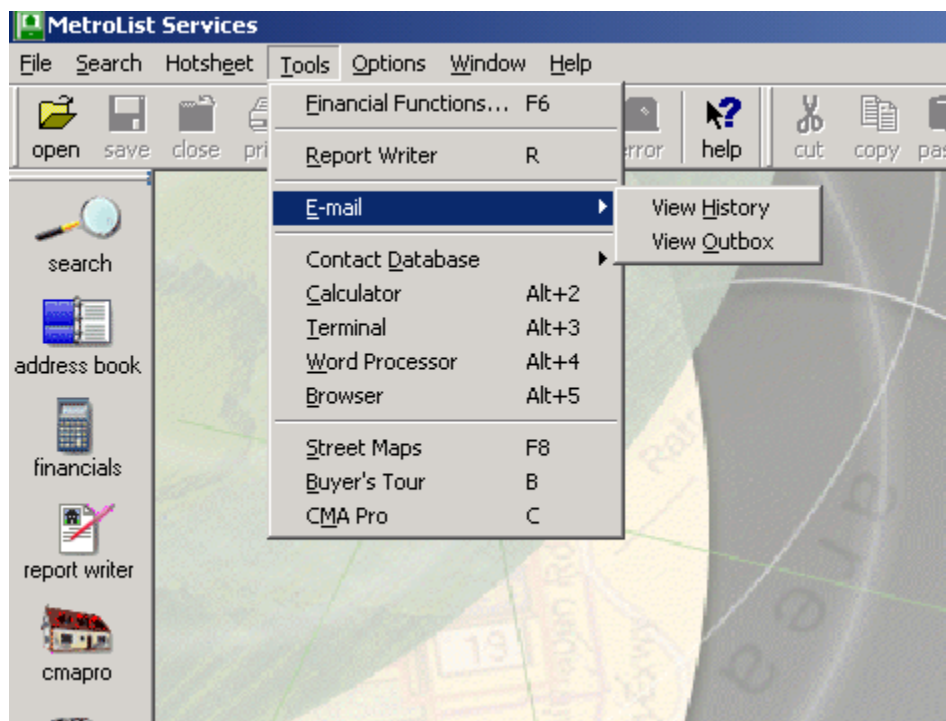 MetroList Services
File Search Hotsheet Tools Options Window Help
open save close help cut copy
Financial Functions... F6
Report Writer R
E-mail
View History
View Outbox
Contact Database
Calculator Alt+2
Terminal Alt+3
Word Processor Alt+4
Browser Alt+5
Street Maps F8
Buyer's Tour B
CMA Pro C
search
address book
financials
report writer
cmapro